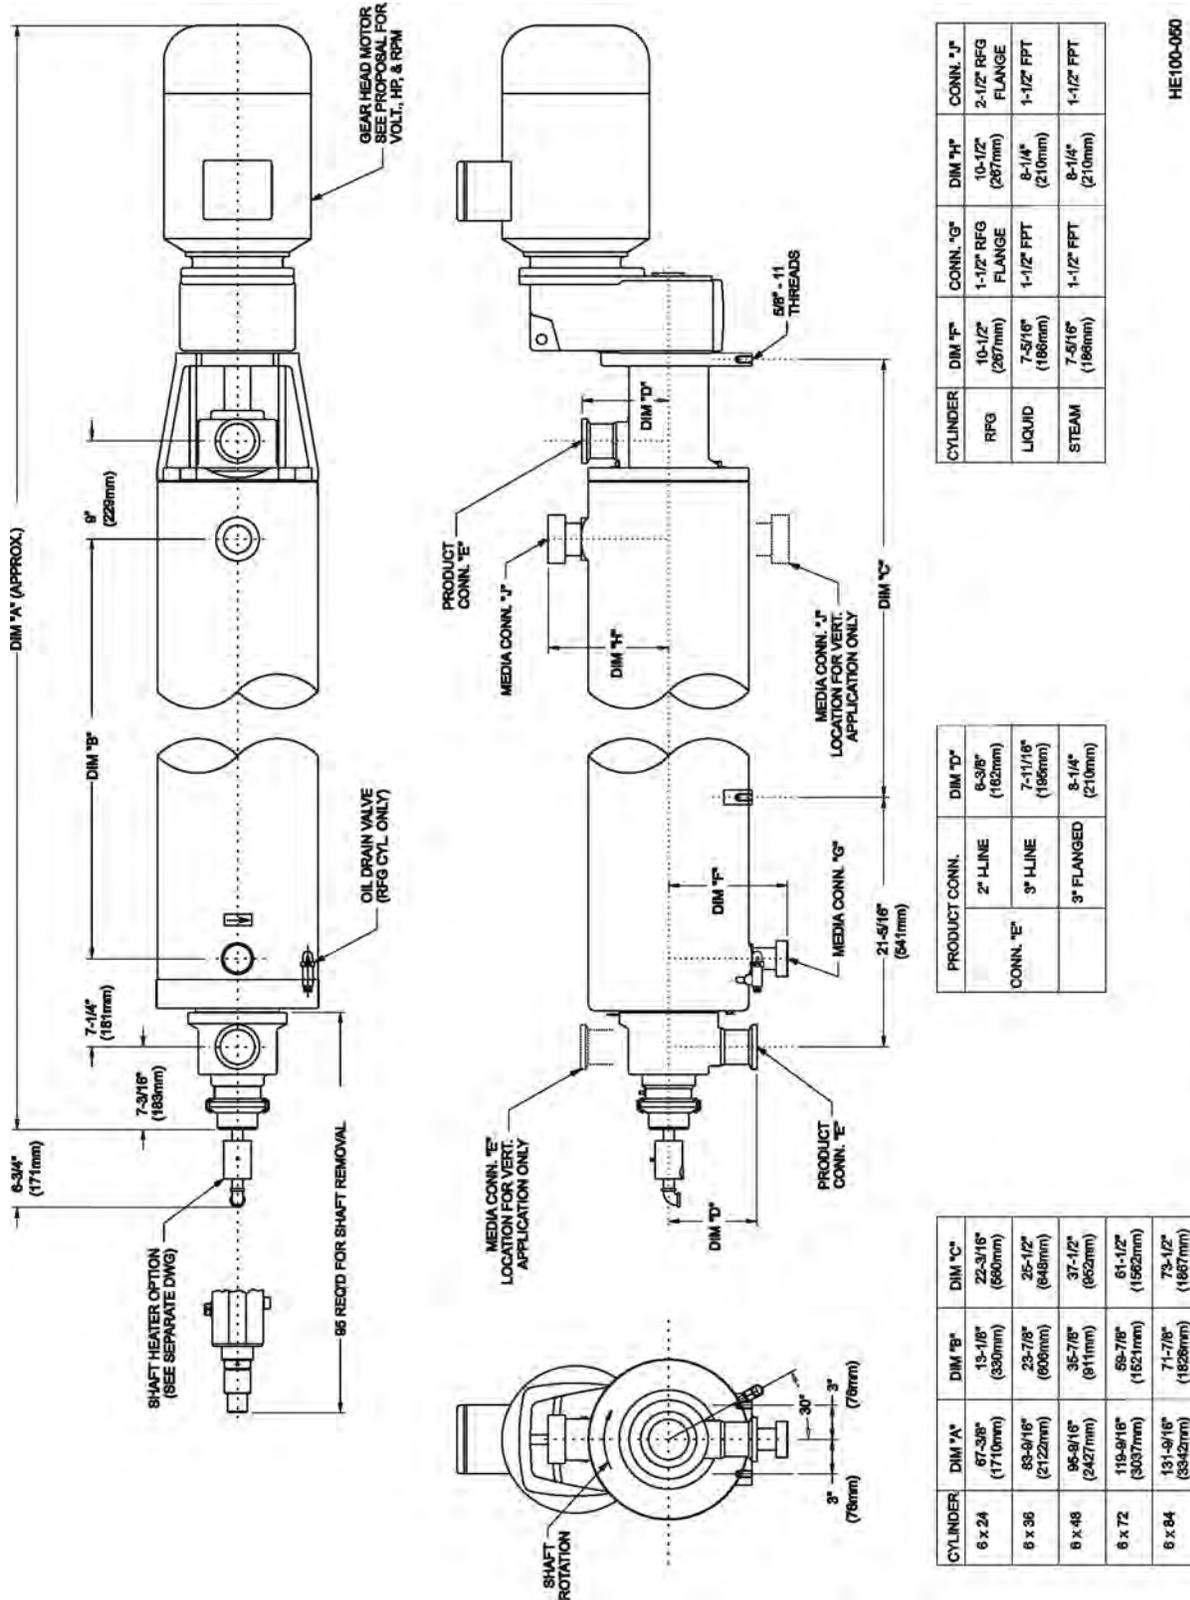 DIM "A" (APPROX.)
6-3/4"
(171mm)
7-3/16"
(183mm)
7-1/4"
(181mm)
DIM "B"
9"
(229mm)
GEAR HEAD MOTOR
SEE PROPOSAL FOR
VOLT., HP, & RPM
SHAFT HEATER OPTION
(SEE SEPARATE DWG)
95 REQ'D FOR SHAFT REMOVAL
OIL DRAIN VALVE
(RFG CYL. ONLY)
SHAFT
ROTATION
3"
(76mm)
30°
3"
(76mm)
MEDIA CONN. "E"
LOCATION FOR VERT.
APPLICATION ONLY
DIM "D"
PRODUCT
CONN. "E"
DIM "F"
MEDIA CONN. "G"
21-5/16"
(541mm)
PRODUCT
CONN. "E"
MEDIA CONN. "J"
DIM "H"
DIM "D"
MEDIA CONN. "J"
LOCATION FOR VERT.
APPLICATION ONLY
DIM "C"
5/8" - 11
THREADS
CYLINDER DIM "A" DIM "B" DIM "C"
6 x 24 67-3/8" 13-1/8" 22-3/16"
(1710mm) (330mm) (560mm)
6 x 36 83-9/16" 23-7/8" 25-1/2"
(2122mm) (606mm) (648mm)
6 x 48 95-9/16" 35-7/8" 37-1/2"
(2427mm) (911mm) (952mm)
6 x 72 119-9/16" 59-7/8" 61-1/2"
(3037mm) (1521mm) (1562mm)
6 x 84 131-9/16" 71-7/8" 73-1/2"
(3342mm) (1826mm) (1867mm)
PRODUCT CONN. DIM "D"
CONN. "E"
2" I-LINE 6-3/8"
(162mm)
3" I-LINE 7-11/16"
(195mm)
3" FLANGED 8-1/4"
(210mm)
CYLINDER DIM "F" CONN. "G" DIM "H" CONN. "J"
RFG 10-1/2" 1-1/2" RFG 10-1/2" 2-1/2" RFG
(267mm) FLANGE (267mm) FLANGE
LIQUID 7-5/16" 1-1/2" FPT 8-1/4" 1-1/2" FPT
(186mm) (210mm)
STEAM 7-5/16" 1-1/2" FPT 8-1/4" 1-1/2" FPT
(186mm) (210mm)
HE100-050